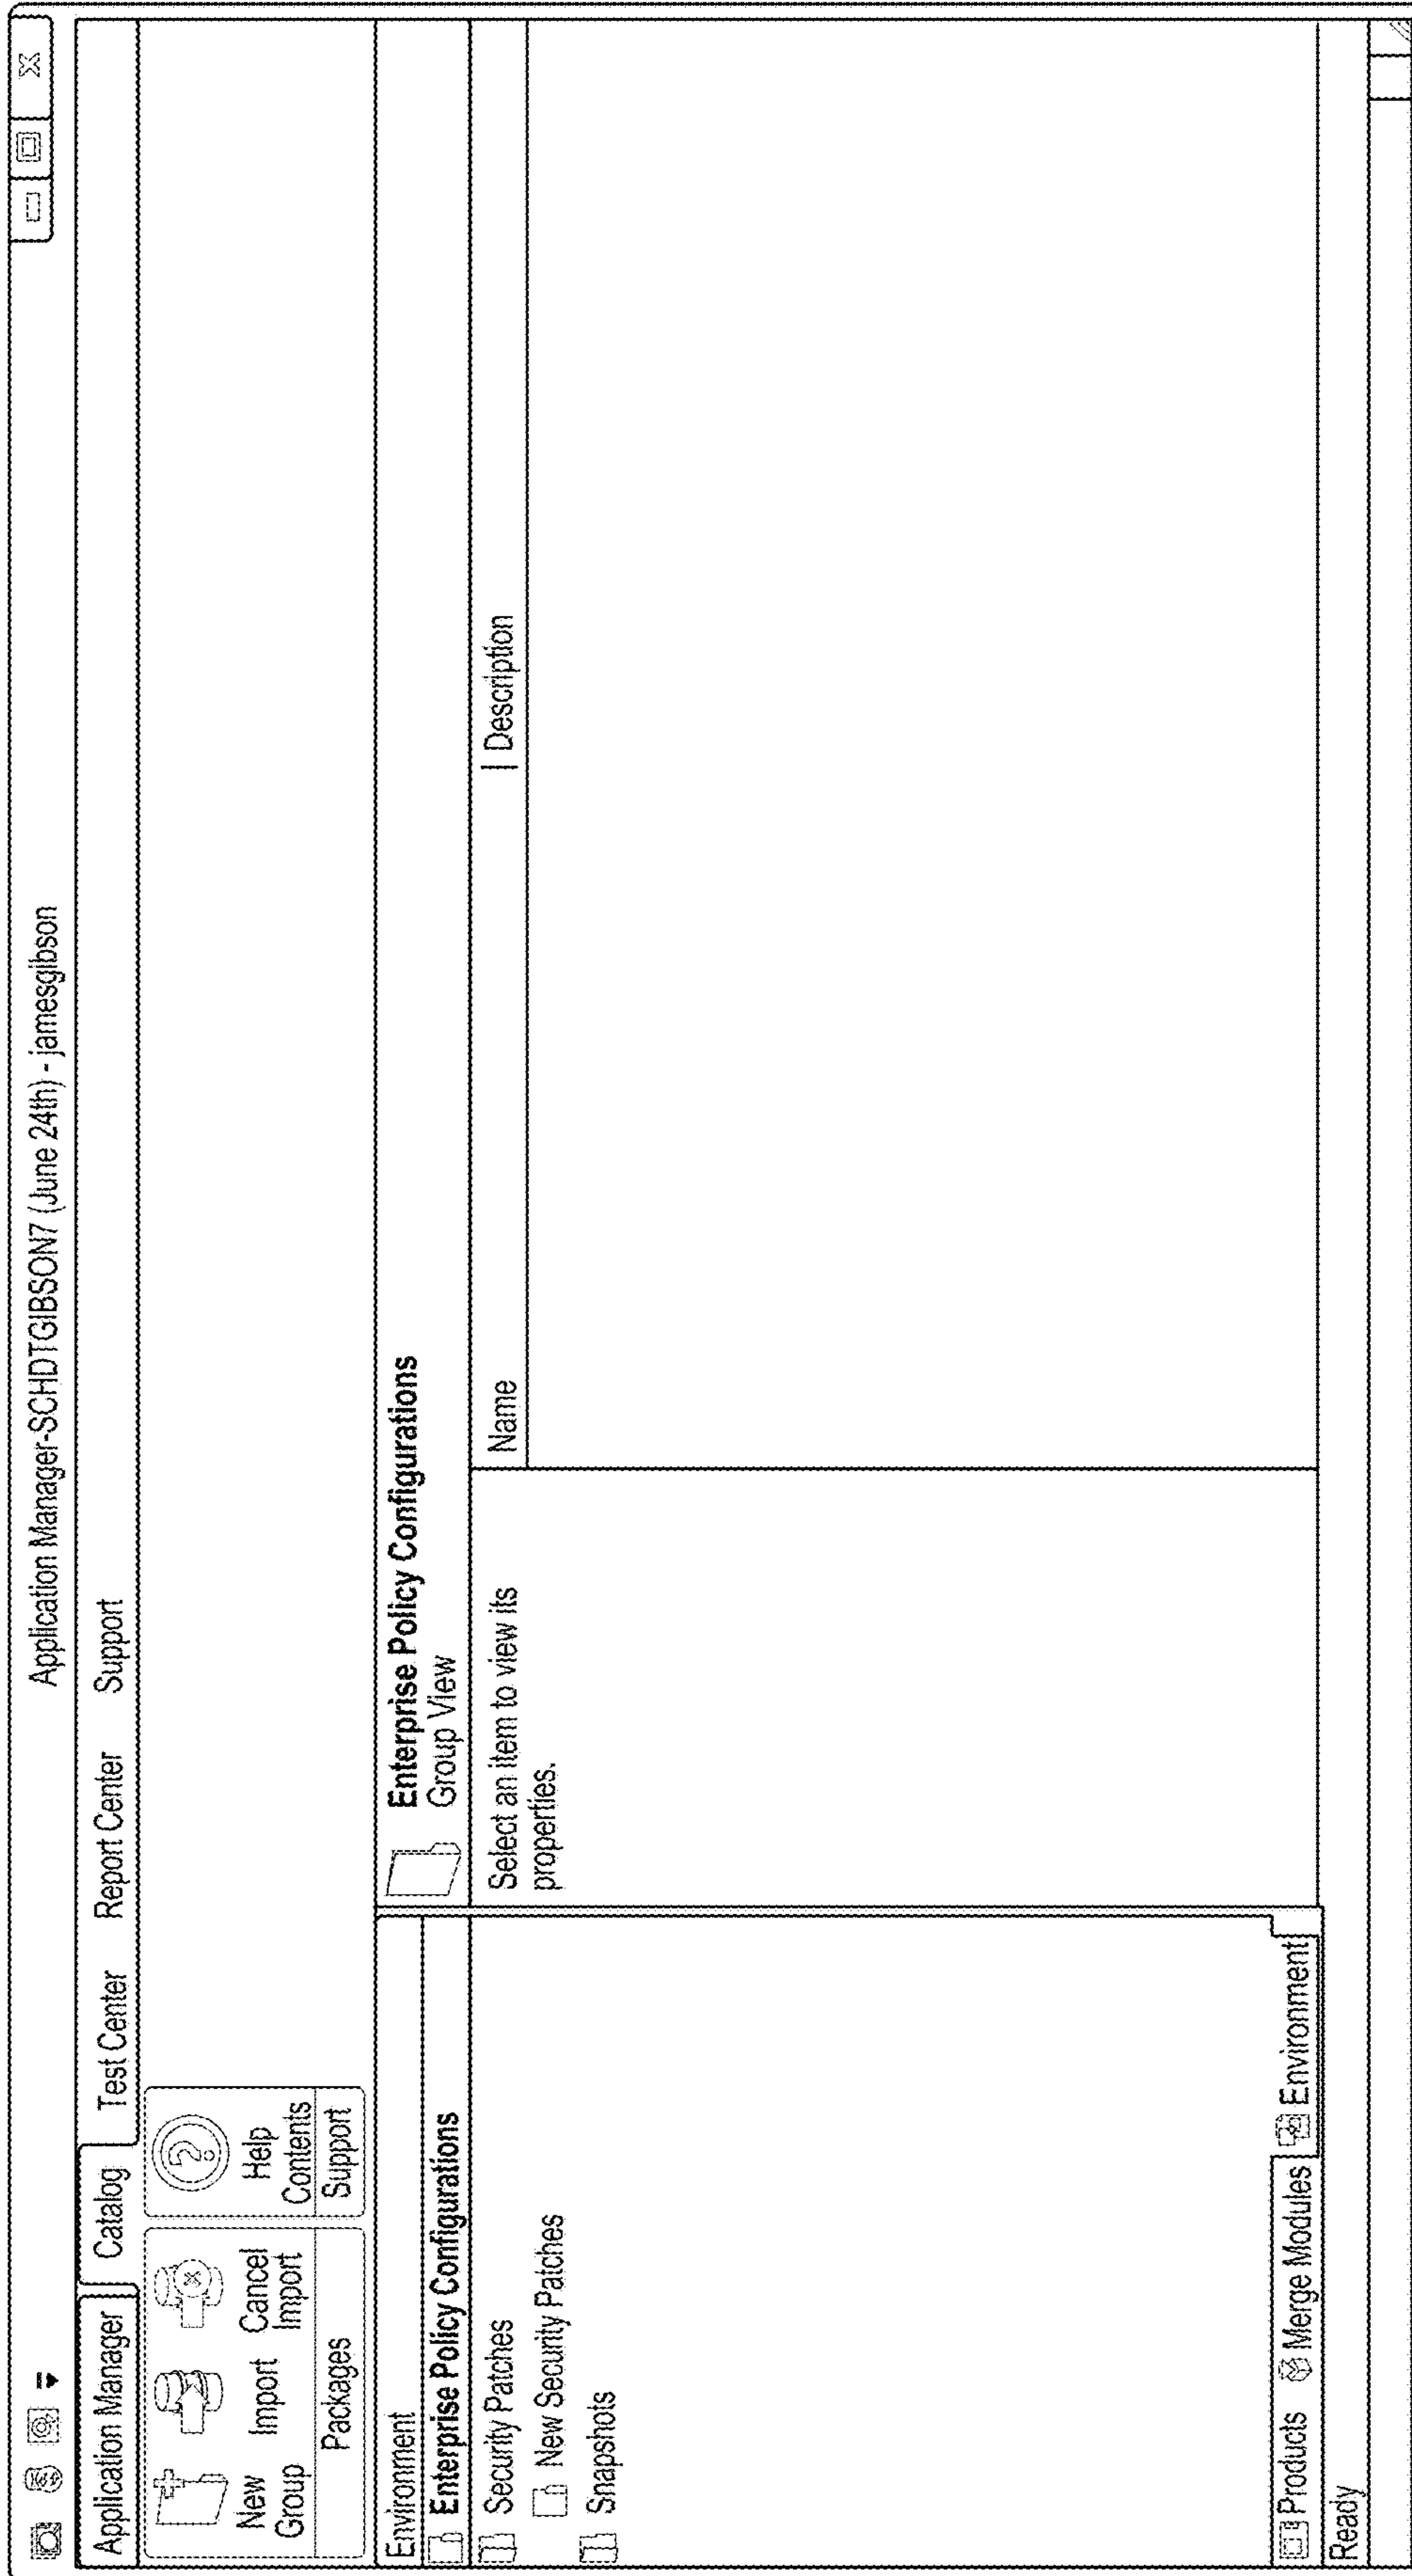 Application Manager-SCHDTGIBSON7 (June 24th) - jamesgibson
Application Manager Catalog Test Center Report Center Support
New Group
Import
Cancel Import
Help Contents
Packages
Support
Environment
Enterprise Policy Configurations
Security Patches
New Security Patches
Snapshots
Products Merge Modules Environment
Enterprise Policy Configurations
Group View
Select an item to view its
properties.
Name | Description
Ready